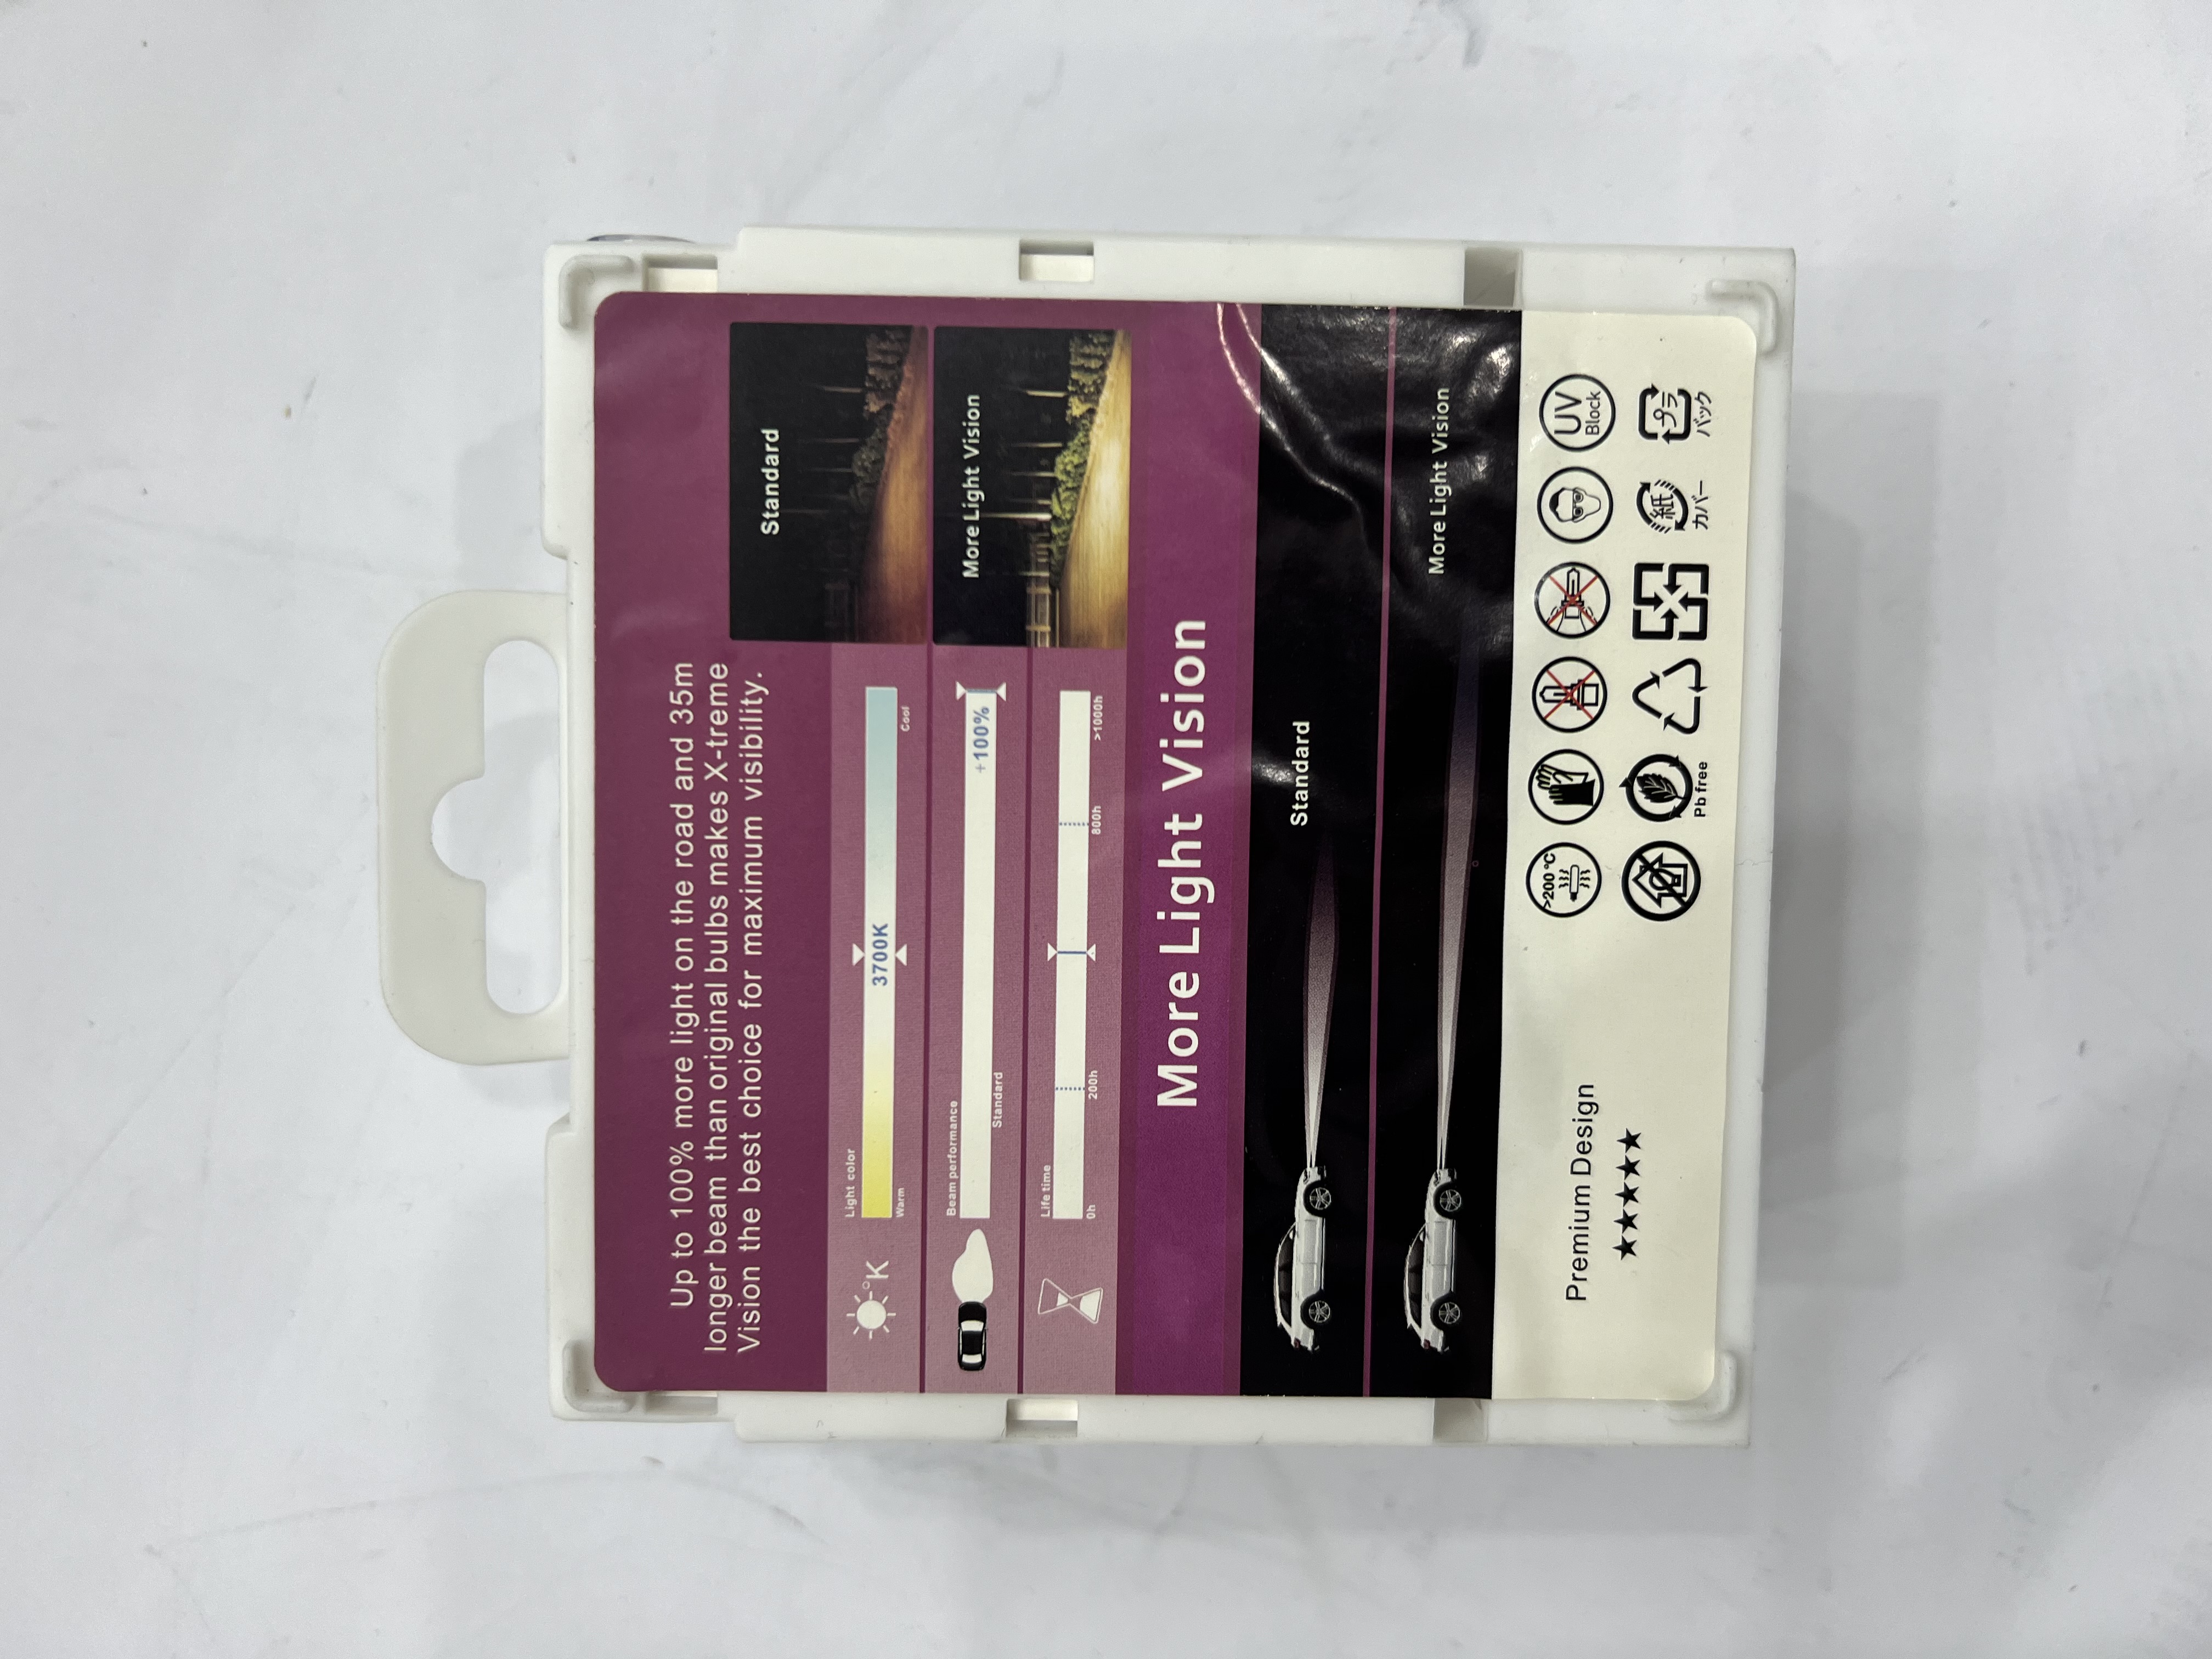 Up to 100% more light on the road and 35m
longer beam than original bulbs makes X-treme
Vision the best choice for maximum visibility.
°K
Light color
3700K
Warm
Cool
Beam performance
+100%
Standard
Life time
0h
200h
800h
>1000h
Standard
More Light Vision
More Light Vision
Standard
More Light Vision
Premium Design
★★★★★
>200°C
UV
Block
Pb free
紙
カバー
プラ
パック